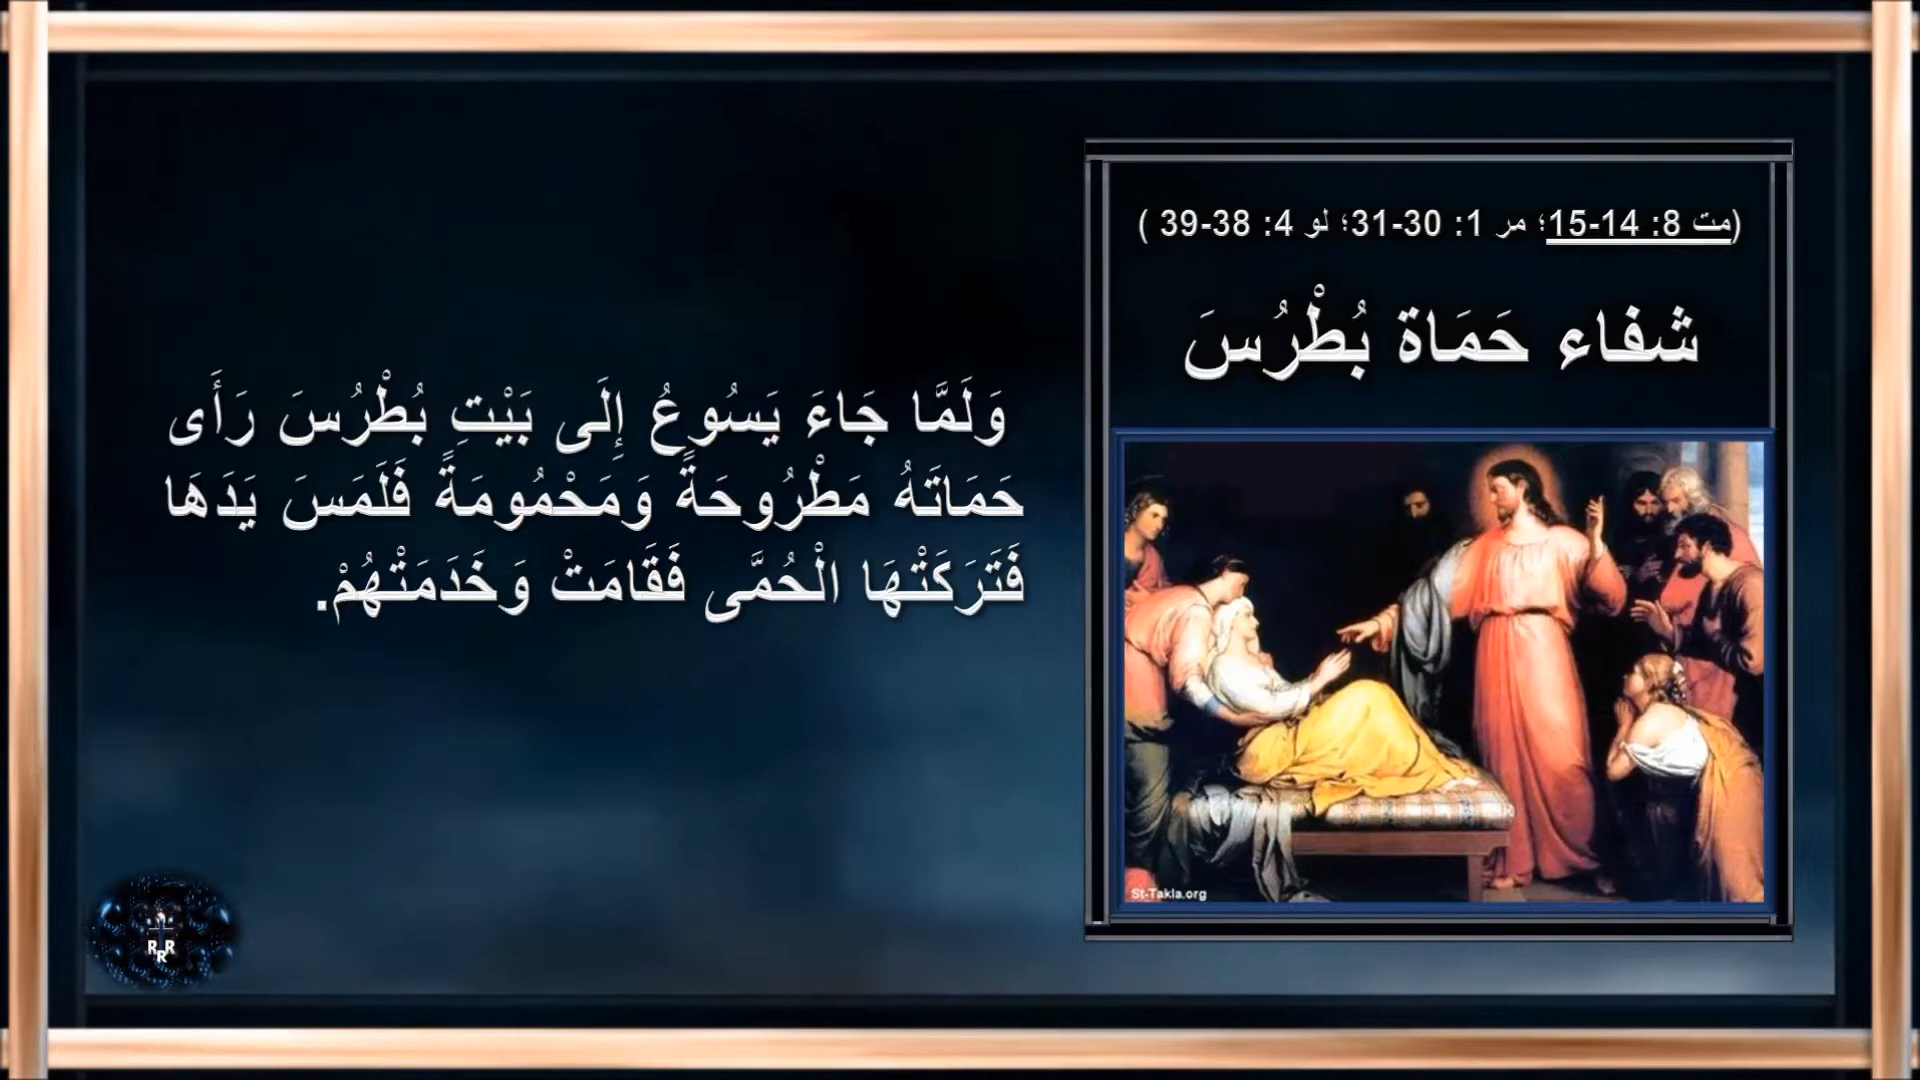 (مت 8: 14-15؛ مر 1: 30-31؛ لو 4: 38-39 )
شفاء حَمَاة بُطْرُسَ
وَلَمَّا جَاءَ يَسُوعُ إِلَى بَيْتِ بُطْرُسَ رَأَى
حَمَاتَهُ مَطْرُوحَةً وَمَحْمُومَةً فَلَمَسَ يَدَهَا
فَتَرَكَتْهَا الْحُمَّى فَقَامَتْ وَخَدَمَتْهُمْ.
St-Takla.org
R R R